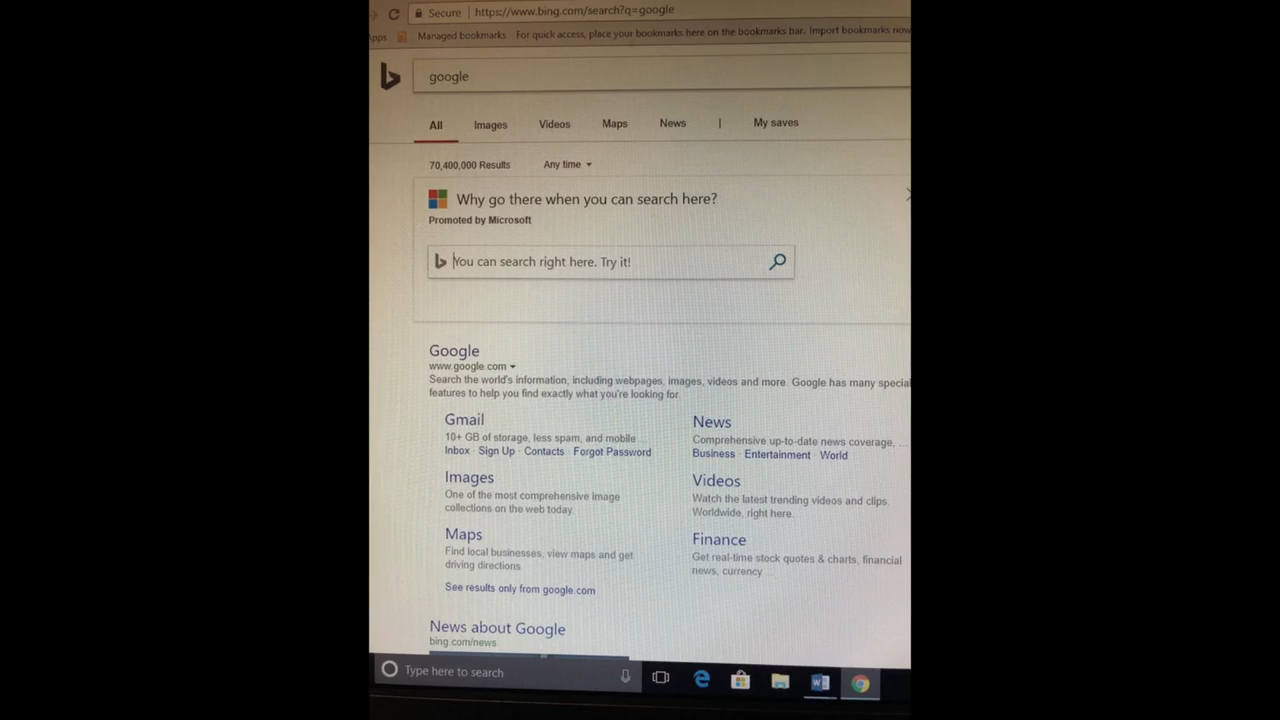 Secure | https://www.bing.com/search?q=google
Managed bookmarks For quick access, place your bookmarks here on the bookmarks bar. Import bookmarks now
google
All Images Videos Maps News | My saves
70,400,000 Results Any time
Why go there when you can search here?
Promoted by Microsoft
You can search right here. Try it!
Google
www.google.com
Search the world's information, including webpages, images, videos and more. Google has many special
features to help you find exactly what you're looking for.
Gmail
10+ GB of storage, less spam, and mobile ...
Inbox · Sign Up · Contacts · Forgot Password
Images
One of the most comprehensive image
collections on the web today.
Maps
Find local businesses, view maps and get
driving directions
See results only from google.com
News
Comprehensive up-to-date news coverage, ...
Business · Entertainment · World
Videos
Watch the latest trending videos and clips.
Worldwide, right here.
Finance
Get real-time stock quotes & charts, financial
news, currency
News about Google
bing.com/news
Type here to search